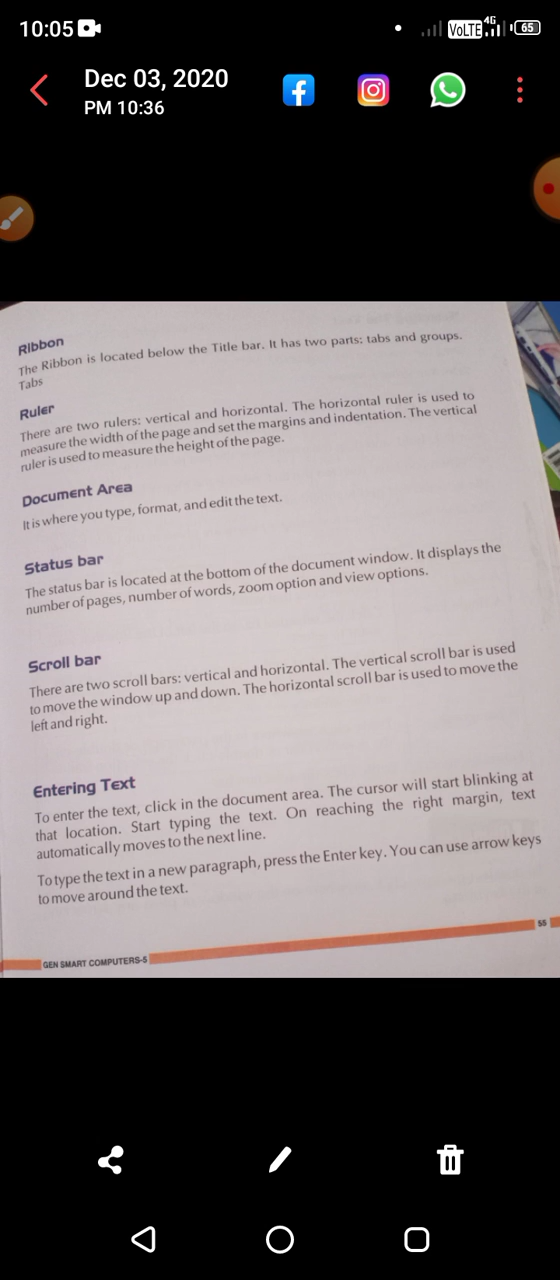 10:05
4G
VoLTE
65
Dec 03, 2020
PM 10:36
Ribbon
The Ribbon is located below the Title bar. It has two parts: tabs and groups.
Tabs
Ruler
There are two rulers: vertical and horizontal. The horizontal ruler is used to
measure the width of the page and set the margins and indentation. The vertical
ruler is used to measure the height of the page.
Document Area
It is where you type, format, and edit the text.
Status bar
The status bar is located at the bottom of the document window. It displays the
number of pages, number of words, zoom option and view options.
Scroll bar
There are two scroll bars: vertical and horizontal. The vertical scroll bar is used
to move the window up and down. The horizontal scroll bar is used to move the
left and right.
Entering Text
To enter the text, click in the document area. The cursor will start blinking at
that location. Start typing the text. On reaching the right margin, text
automatically moves to the next line.
To type the text in a new paragraph, press the Enter key. You can use arrow keys
to move around the text.
55
GEN SMART COMPUTERS-5